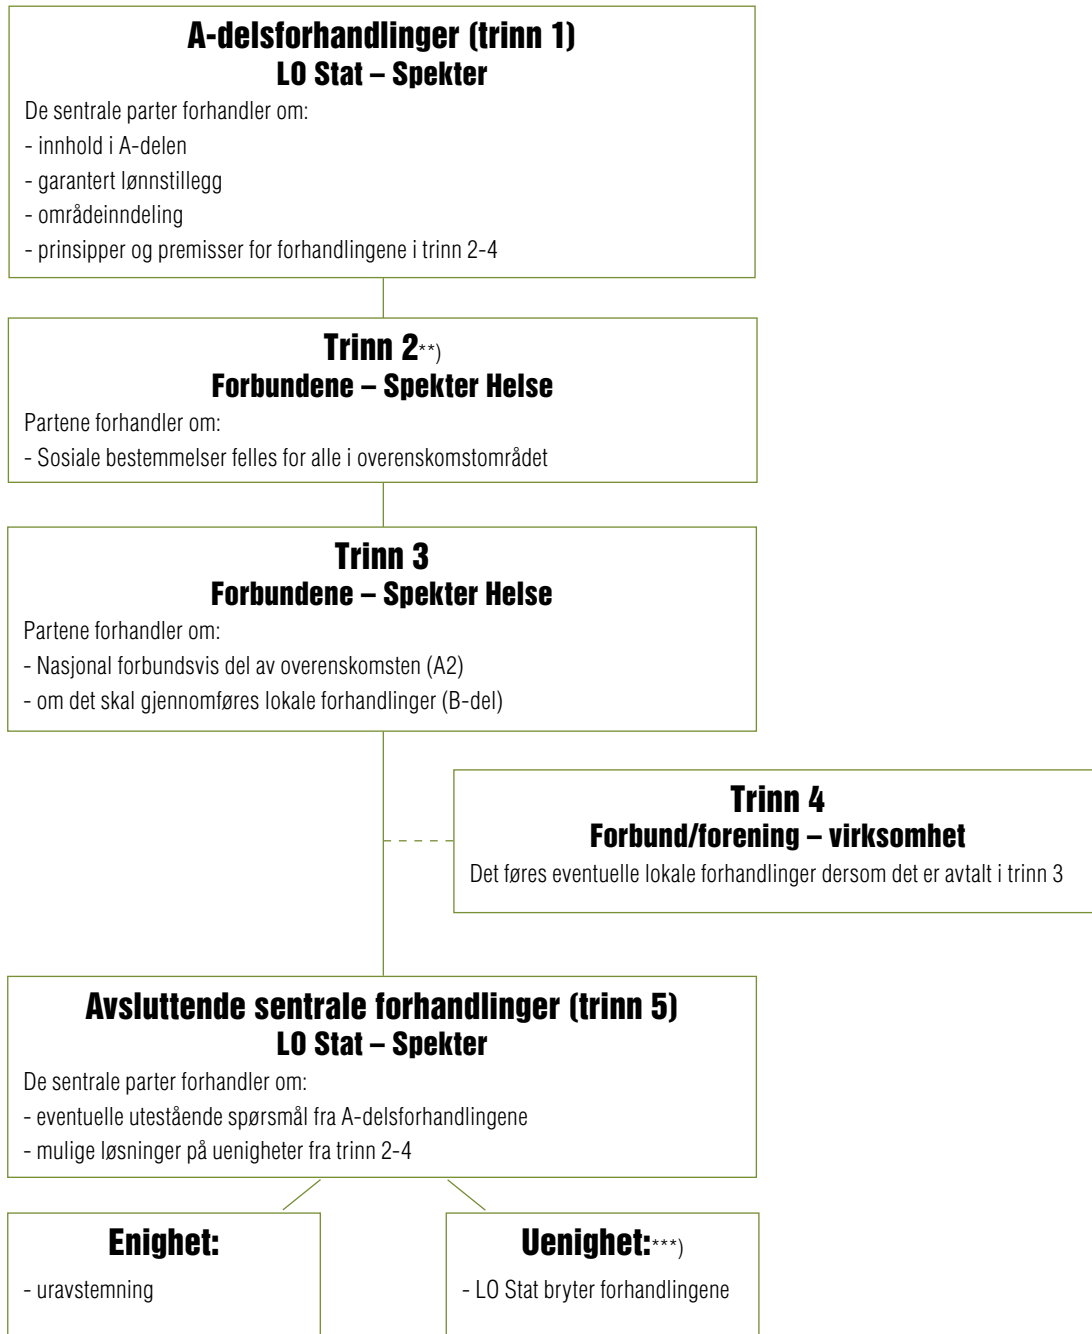 A-delsforhandlinger (trinn 1)
LO Stat – Spekter
De sentrale parter forhandler om:
- innhold i A-delen
- garantert lønnstillegg
- områdeinndeling
- prinsipper og premisser for forhandlingene i trinn 2-4
Trinn 2**)
Forbundene – Spekter Helse
Partene forhandler om:
- Sosiale bestemmelser felles for alle i overenskomstområdet
Trinn 3
Forbundene – Spekter Helse
Partene forhandler om:
- Nasjonal forbundsvis del av overenskomsten (A2)
- om det skal gjennomføres lokale forhandlinger (B-del)
Trinn 4
Forbund/forening – virksomhet
Det føres eventuelle lokale forhandlinger dersom det er avtalt i trinn 3
Avsluttende sentrale forhandlinger (trinn 5)
LO Stat – Spekter
De sentrale parter forhandler om:
- eventuelle utestående spørsmål fra A-delsforhandlingene
- mulige løsninger på uenigheter fra trinn 2-4
Enighet:
- uravstemning
Uenighet:***)
- LO Stat bryter forhandlingene